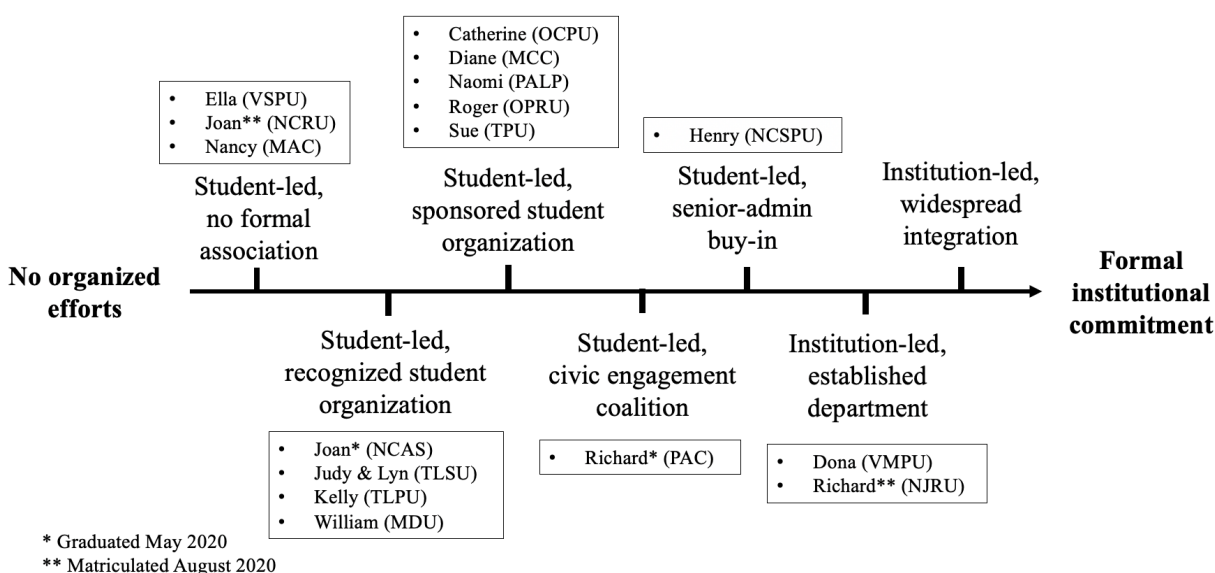 • Catherine (OCPU)
• Diane (MCC)
• Naomi (PALP)
• Roger (OPRU)
• Sue (TPU)
• Ella (VSPU)
• Joan** (NCRU)
• Nancy (MAC)
• Henry (NCSPU)
Student-led,
no formal
association
Student-led,
sponsored student
organization
Student-led,
senior-admin
buy-in
Institution-led,
widespread
integration
No organized
efforts
Formal
institutional
commitment
Student-led,
recognized student
organization
Student-led,
civic engagement
coalition
Institution-led,
established
department
• Joan* (NCAS)
• Judy & Lyn (TLSU)
• Kelly (TLPU)
• William (MDU)
• Richard* (PAC)
• Dona (VMPU)
• Richard** (NJRU)
* Graduated May 2020
** Matriculated August 2020